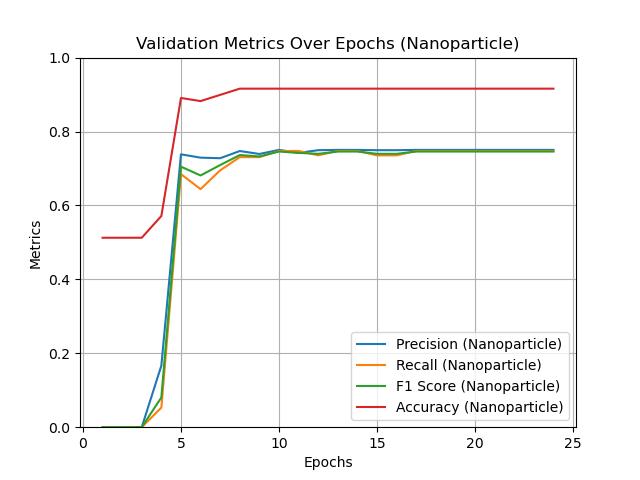 Validation Metrics Over Epochs (Nanoparticle)
1.0
0.8
0.6
0.4
0.2
0.0
Metrics
Precision (Nanoparticle)
Recall (Nanoparticle)
F1 Score (Nanoparticle)
Accuracy (Nanoparticle)
0 5 10 15 20 25
Epochs